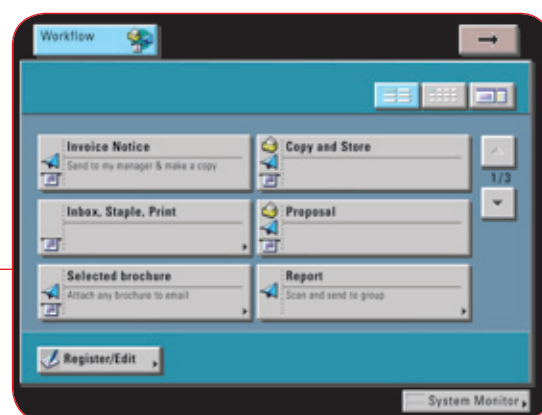 Workflow
Invoice Notice
Send to my manager & make a copy
Copy and Store
1/3
Inbox, Staple, Print
Proposal
Selected brochure
Attach any brochure to email
Report
Scan and send to group
Register/Edit
System Monitor